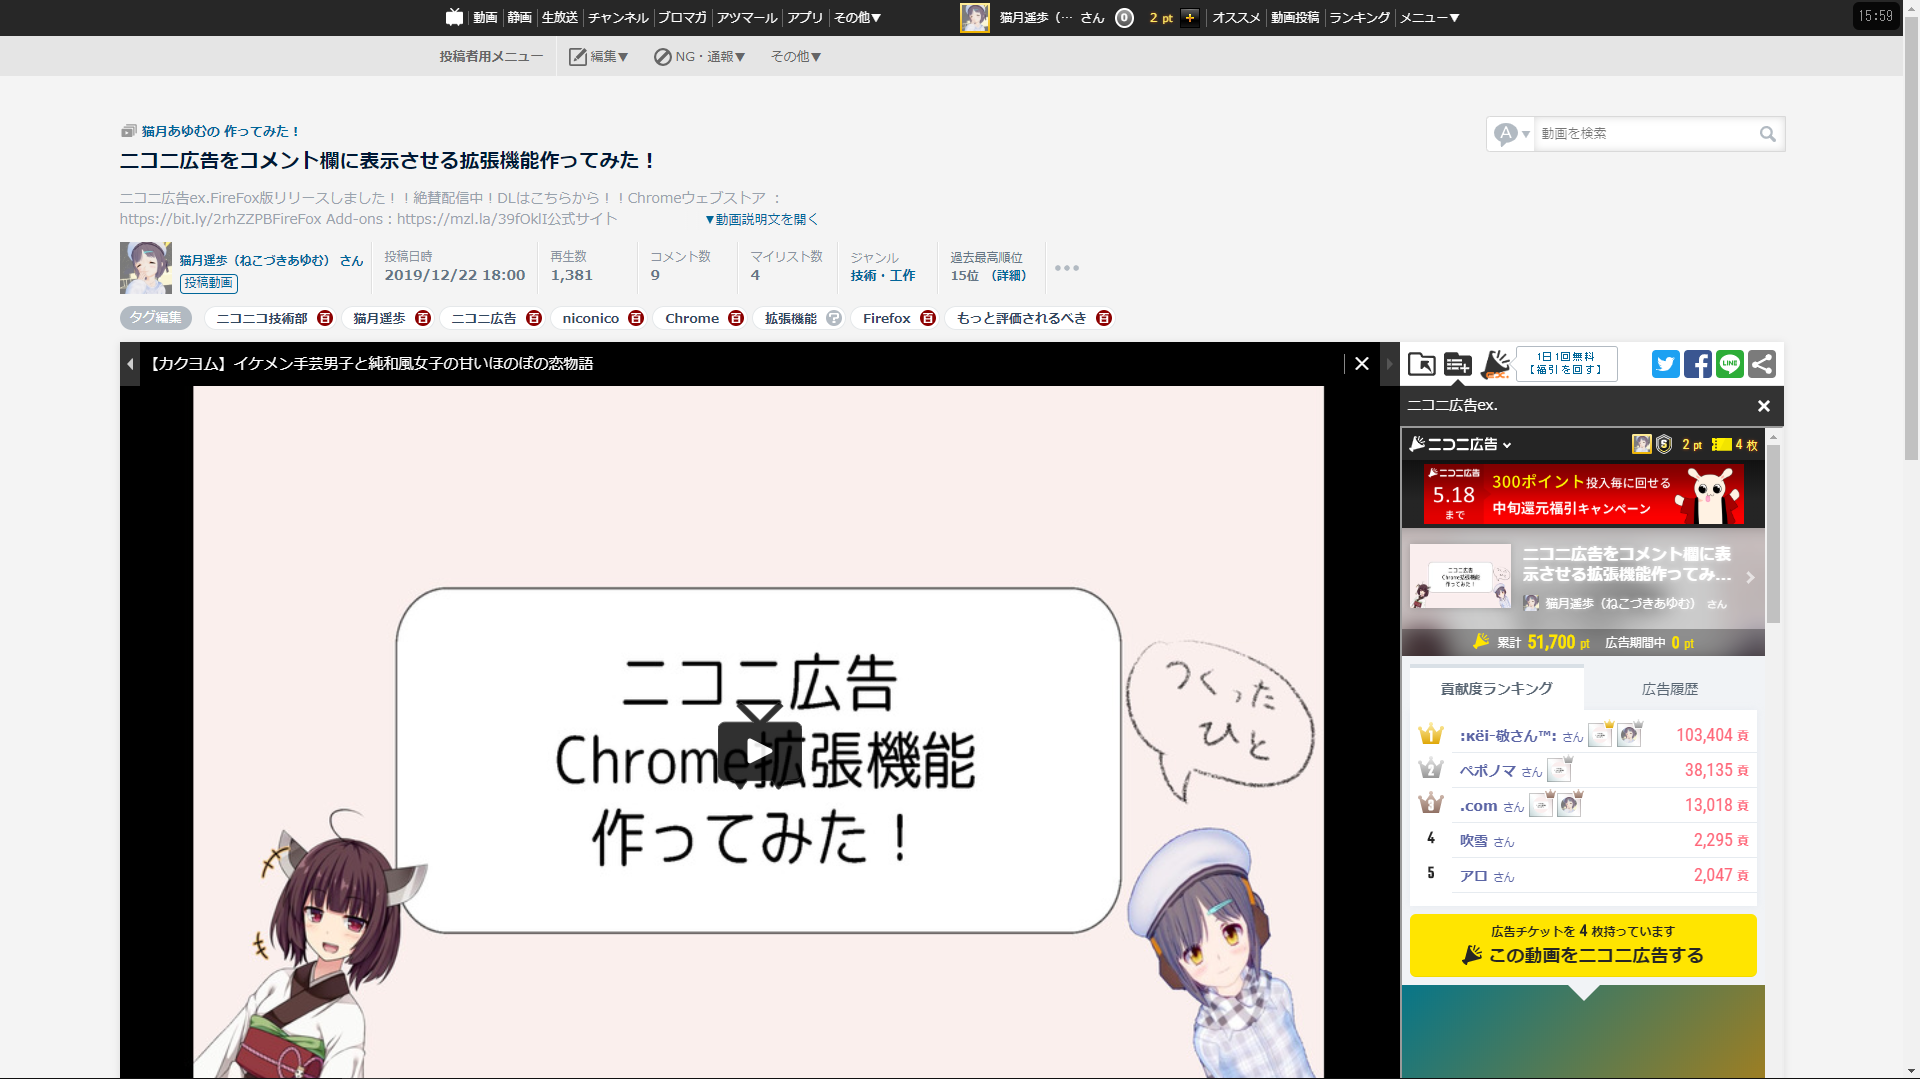 動画 静画 生放送 チャンネル ブロマガ アツマール アプリ その他▼
猫月遥歩（… さん 0 2 pt + オススメ 動画投稿 ランキング メニュー▼
15:59
投稿者用メニュー 編集▼ NG・通報▼ その他▼
猫月あゆむの 作ってみた！
A 動画を検索
ニコニ広告をコメント欄に表示させる拡張機能作ってみた！
ニコニ広告ex.FireFox版リリースしました！！絶賛配信中！DLはこちらから！！Chromeウェブストア ：
https://bit.ly/2rhZZPBFireFox Add-ons : https://mzl.la/39fOklI公式サイト ▼動画説明文を開く
猫月遥歩（ねこづきあゆむ） さん
投稿動画
投稿日時
2019/12/22 18:00
再生数
1,381
コメント数
9
マイリスト数
4
ジャンル
技術・工作
過去最高順位
15位 （詳細）
タグ編集 ニコニコ技術部 百 猫月遥歩 百 ニコニ広告 百 niconico 百 Chrome 百 拡張機能 ? Firefox 百 もっと評価されるべき 百
【カクヨム】イケメン手芸男子と純和風女子の甘いほのぼの恋物語
ex.
1日1回無料
【福引を回す】
LINE
ニコニ広告
Chrome拡張機能
作ってみた！
つくった
ひと
ニコニ広告ex.
ニコニ広告 S 2 pt 4 枚
ニコニ広告
5.18
まで
300ポイント投入毎に回せる
中旬還元福引キャンペーン
ニコニ広告
Chrome拡張機能
作ってみた！
ニコニ広告をコメント欄に表
示させる拡張機能作ってみ...
猫月遥歩（ねこづきあゆむ） さん
累計 51,700 pt 広告期間中 0 pt
貢献度ランキング 広告履歴
1 :κëi-敬さん™: さん 103,404 貢
2 ペポノマ さん 38,135 貢
3 .com さん 13,018 貢
4 吹雪 さん 2,295 貢
5 アロ さん 2,047 貢
広告チケットを 4 枚持っています
この動画をニコニ広告する